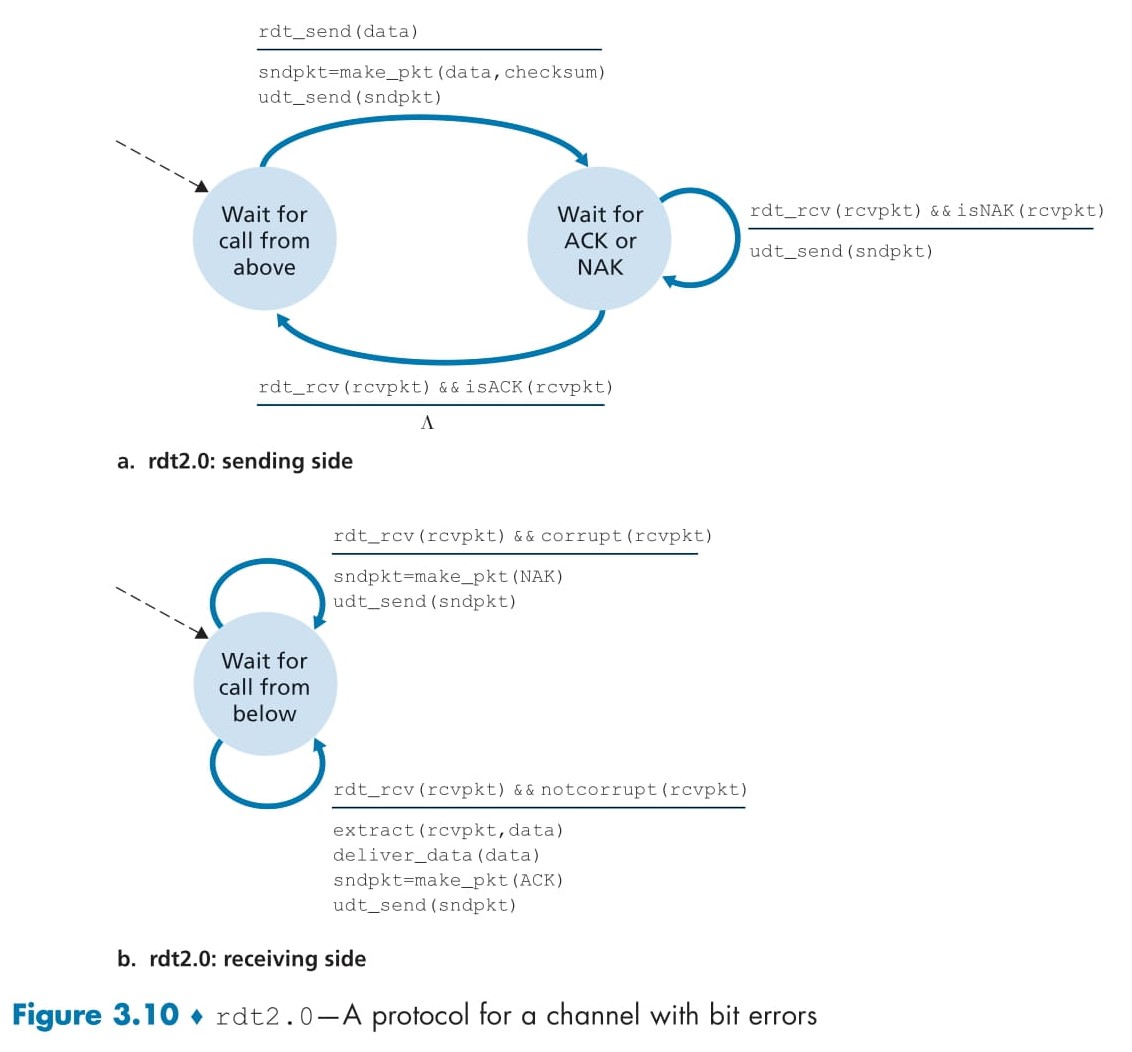 rdt_send(data)
sndpkt=make_pkt(data,checksum)
udt_send(sndpkt)
Wait for
call from
above
Wait for
ACK or
NAK
rdt_rcv(rcvpkt) && isNAK(rcvpkt)
udt_send(sndpkt)
rdt_rcv(rcvpkt) && isACK(rcvpkt)
Λ
a. rdt2.0: sending side
rdt_rcv(rcvpkt) && corrupt(rcvpkt)
sndpkt=make_pkt(NAK)
udt_send(sndpkt)
Wait for
call from
below
rdt_rcv(rcvpkt) && notcorrupt(rcvpkt)
extract(rcvpkt,data)
deliver_data(data)
sndpkt=make_pkt(ACK)
udt_send(sndpkt)
b. rdt2.0: receiving side
Figure 3.10 ♦ rdt2.0—A protocol for a channel with bit errors